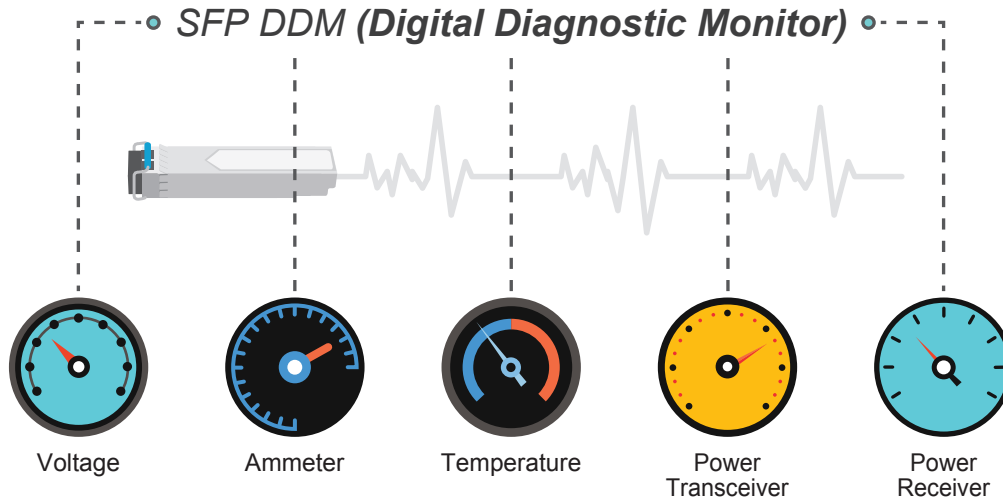 SFP DDM (Digital Diagnostic Monitor)
Voltage
Ammeter
Temperature
Power
Transceiver
Power
Receiver